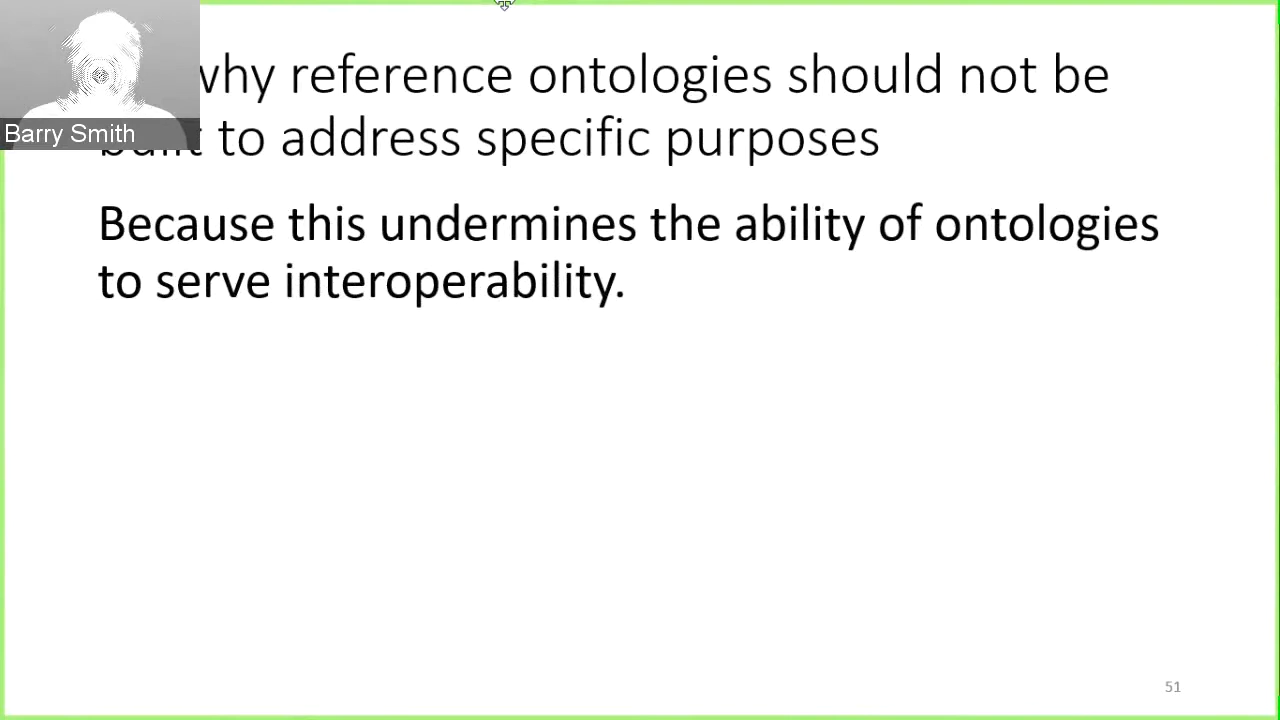 why reference ontologies should not be
Barry Smith
built to address specific purposes
Because this undermines the ability of ontologies
to serve interoperability.
51